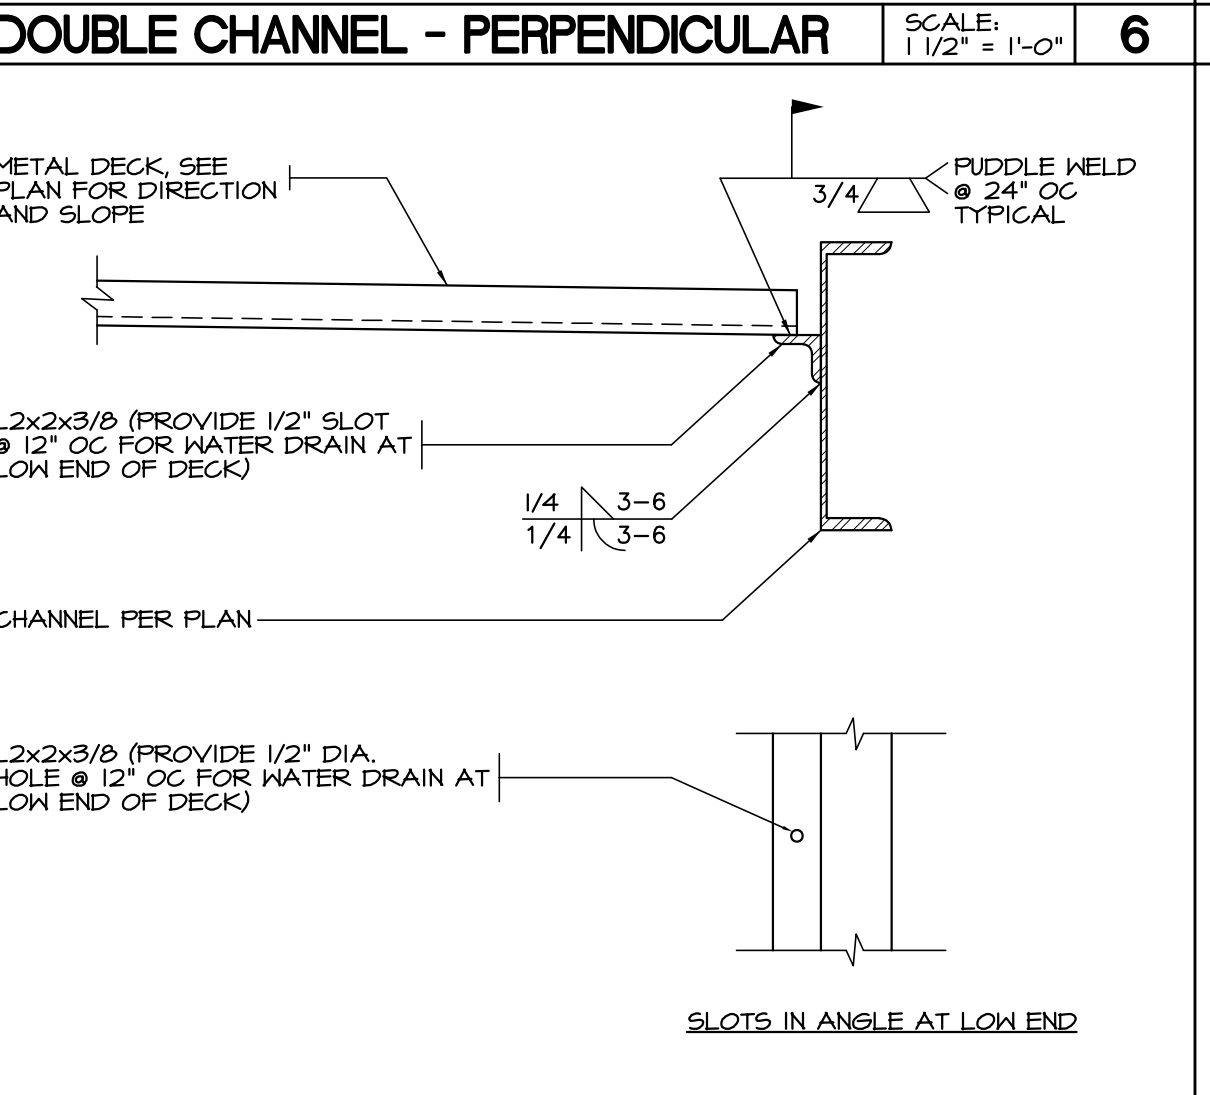 DOUBLE CHANNEL - PERPENDICULAR
SCALE:
1 1/2" = 1'-0"
6
METAL DECK, SEE
PLAN FOR DIRECTION
AND SLOPE
3/4
PUDDLE WELD
@ 24" OC
TYPICAL
L2x2x3/8 (PROVIDE 1/2" SLOT
@ 12" OC FOR WATER DRAIN AT
LOW END OF DECK)
1/4 3-6
1/4 3-6
CHANNEL PER PLAN
L2x2x3/8 (PROVIDE 1/2" DIA.
HOLE @ 12" OC FOR WATER DRAIN AT
LOW END OF DECK)
SLOTS IN ANGLE AT LOW END